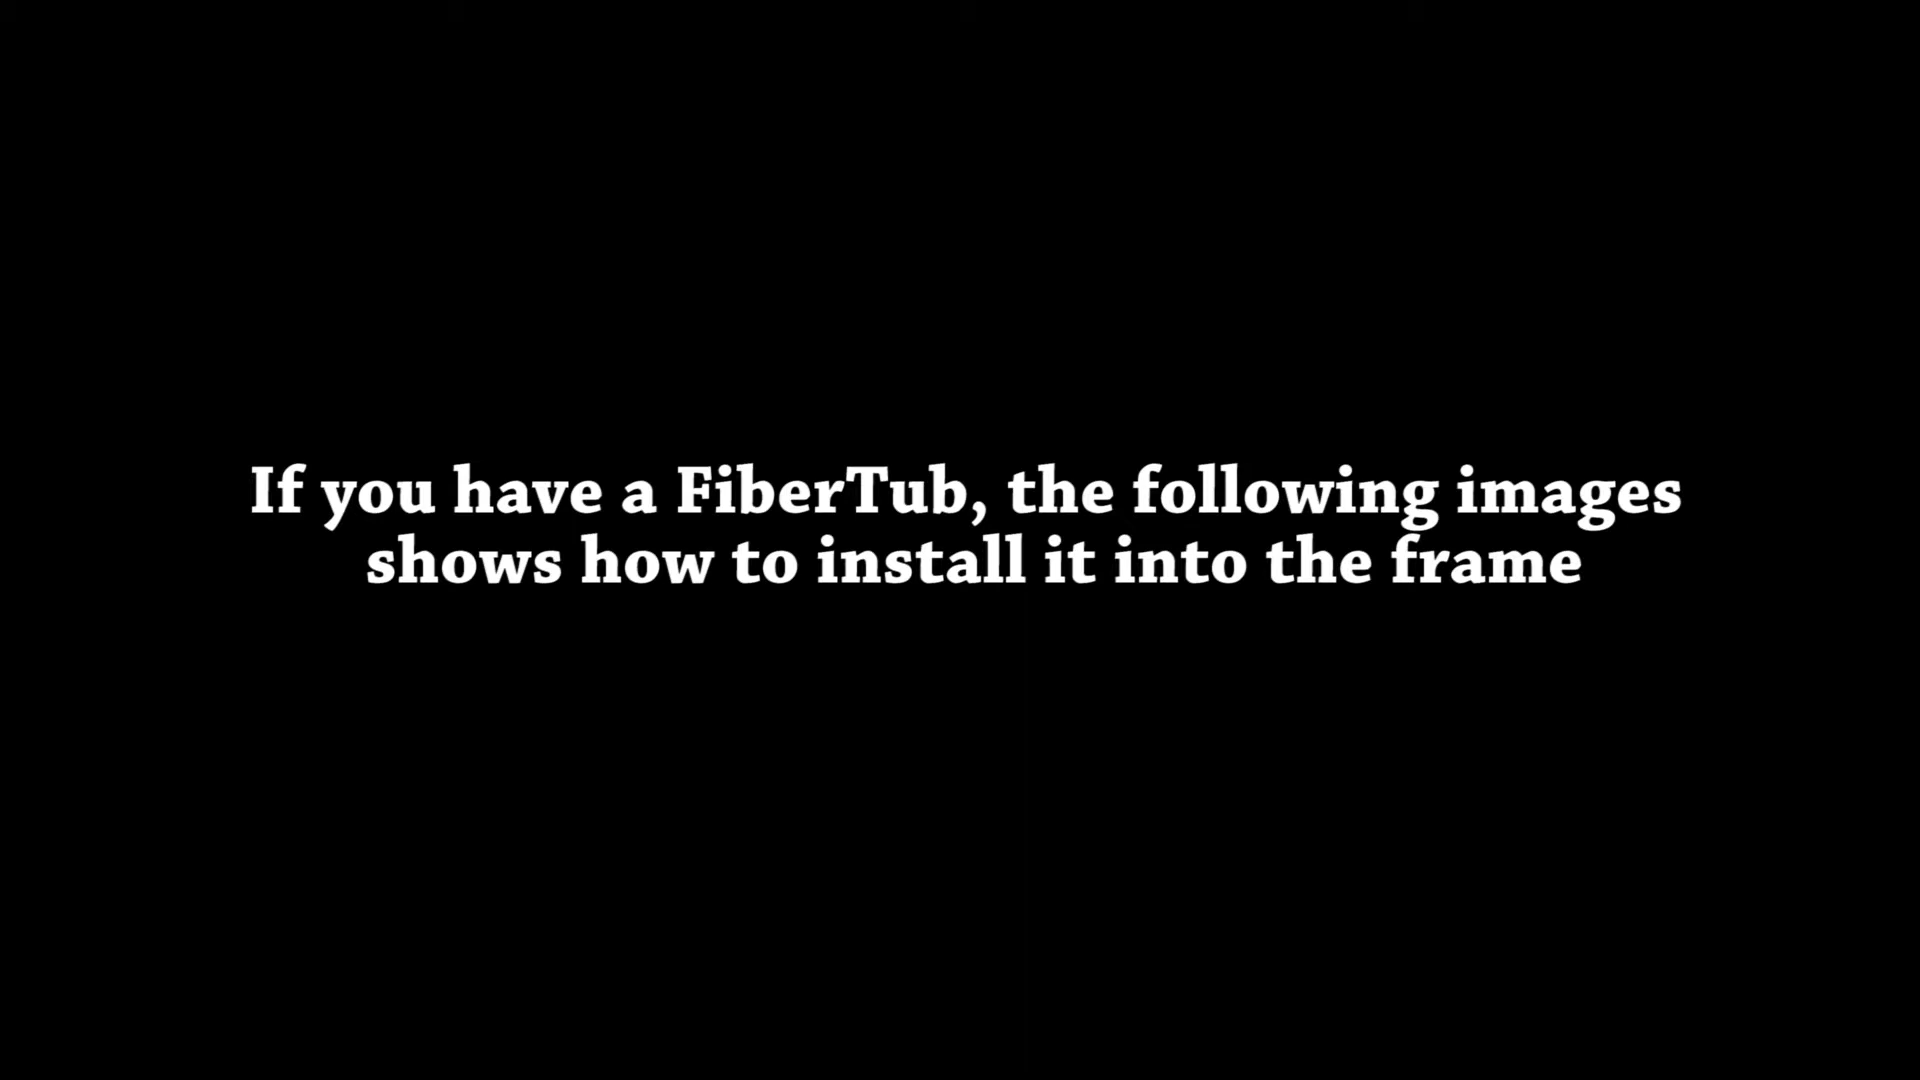 If you have a FiberTub, the following images
shows how to install it into the frame